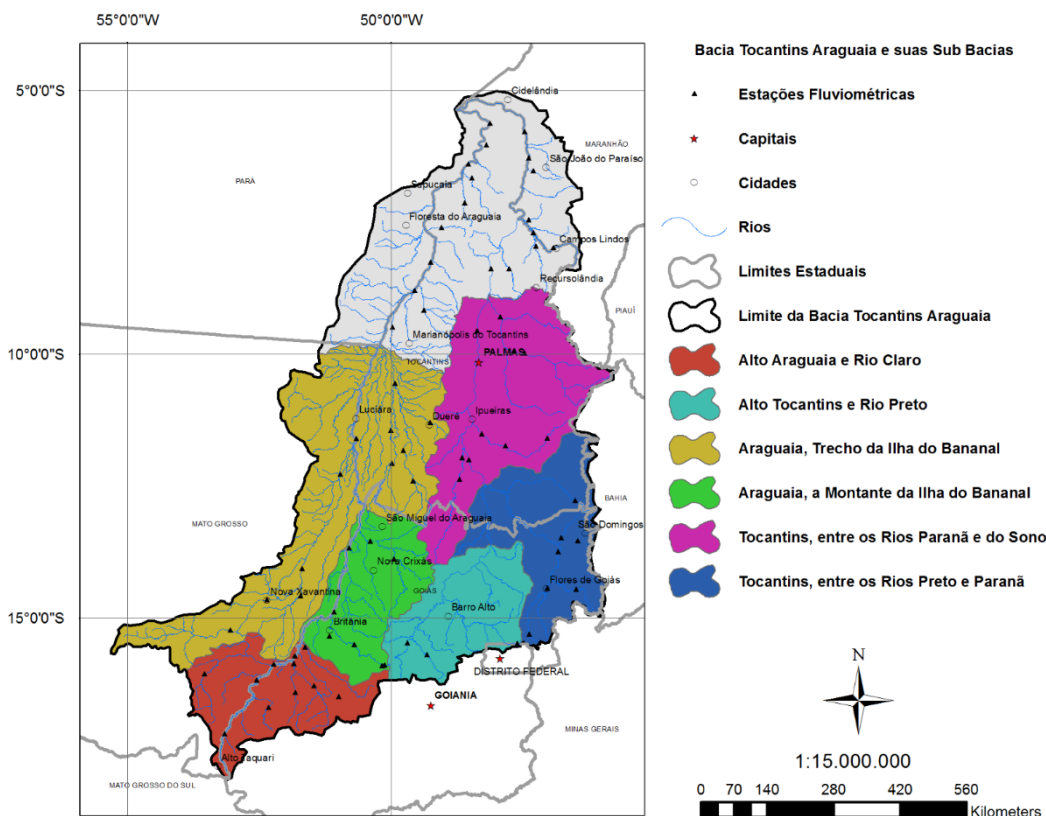 55°0'0"W
50°0'0"W
5°0'0"S
10°0'0"S
15°0'0"S
Cidelândia
MARANHÃO
São João do Paraíso
PARÁ
Sapucaia
Floresta do Araguaia
Campos Lindos
Recursolândia
PIAUÍ
Marianópolis do Tocantins
TOCANTINS
PALMAS
Luciára
Dueré
Ipueiras
MATO GROSSO
BAHIA
São Miguel do Araguaia
São Domingos
Nova Crixás
GOIÁS
Flores de Goiás
Nova Xavantina
Barro Alto
Britânia
DISTRITO FEDERAL
GOIANIA
MINAS GERAIS
Alto Taquari
MATO GROSSO DO SUL
Bacia Tocantins Araguaia e suas Sub Bacias
Estações Fluviométricas
Capitais
Cidades
Rios
Limites Estaduais
Limite da Bacia Tocantins Araguaia
Alto Araguaia e Rio Claro
Alto Tocantins e Rio Preto
Araguaia, Trecho da Ilha do Bananal
Araguaia, a Montante da Ilha do Bananal
Tocantins, entre os Rios Paranã e do Sono
Tocantins, entre os Rios Preto e Paranã
N
1:15.000.000
0 70 140 280 420 560
Kilometers